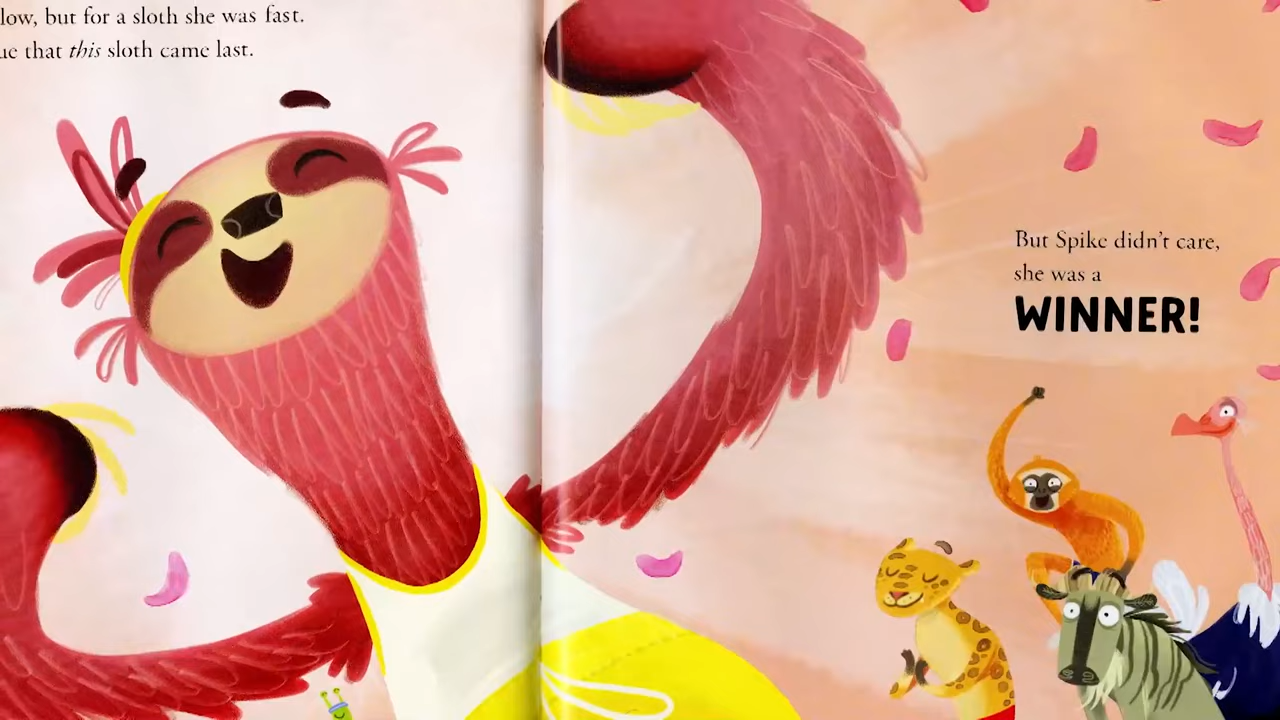 low, but for a sloth she was fast.
ue that this sloth came last.
But Spike didn't care,
she was a
WINNER!